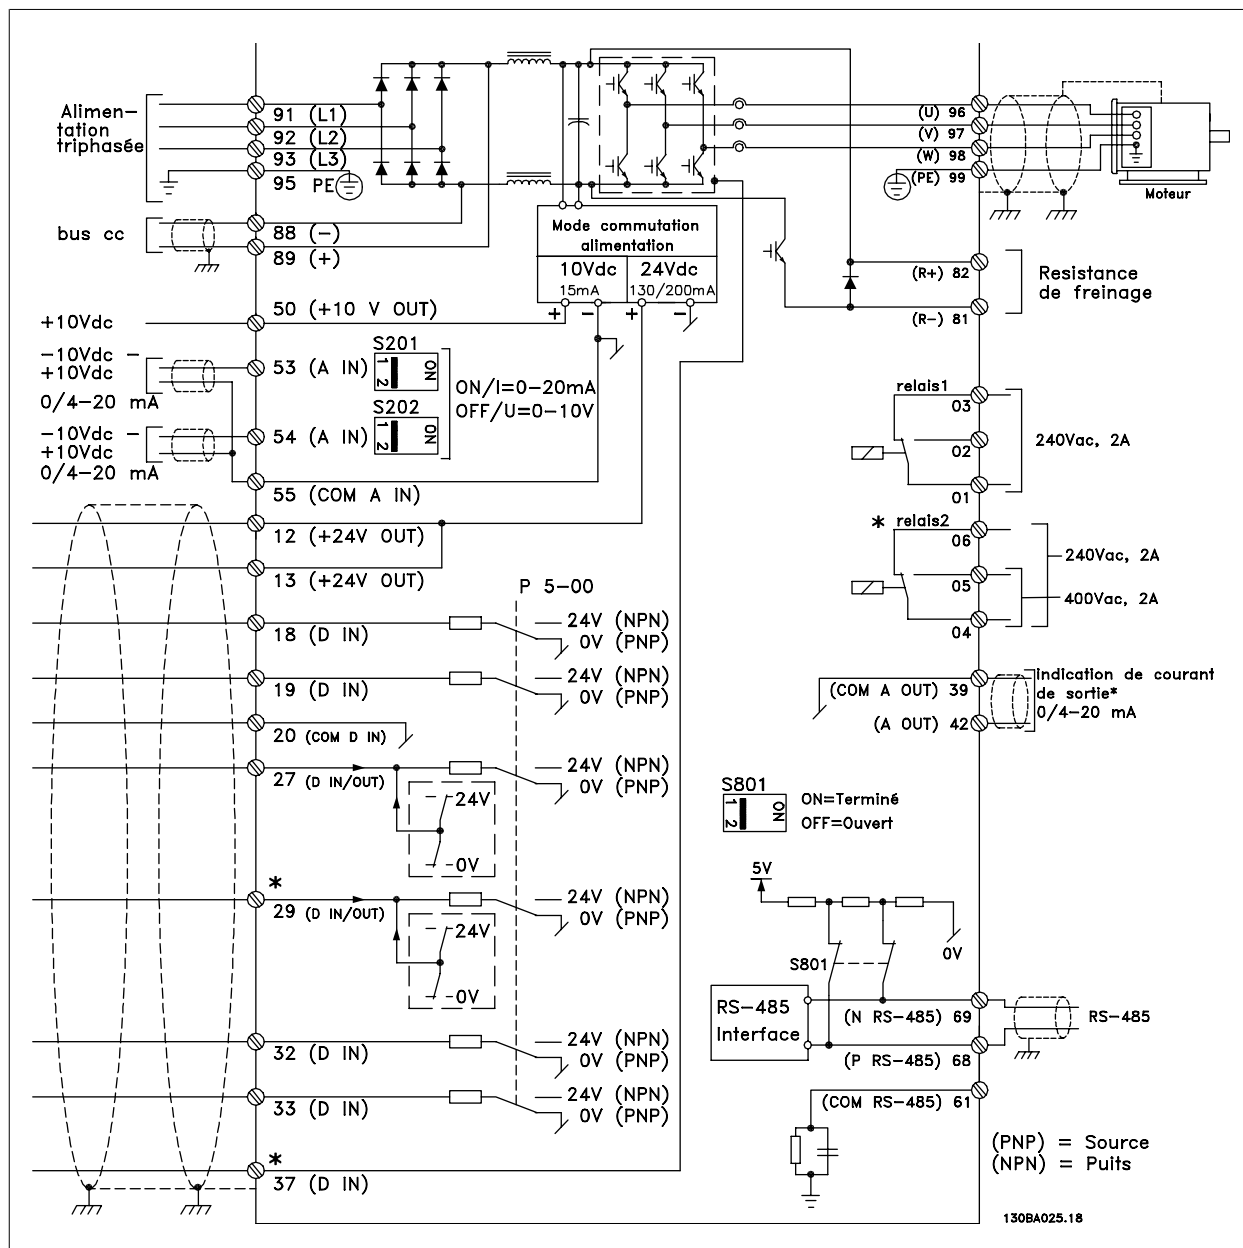 Alimen-
tation
triphasée
91 (L1)
92 (L2)
93 (L3)
95 PE
bus cc
88 (-)
89 (+)
Mode commutation
alimentation
10Vdc
15mA
24Vdc
130/200mA
+ - + -
(U) 96
(V) 97
(W) 98
(PE) 99
Moteur
(R+) 82
(R-) 81
Resistance
de freinage
+10Vdc
50 (+10 V OUT)
-10Vdc -
+10Vdc
0/4-20 mA
53 (A IN)
S201
1 2
ON
-10Vdc -
+10Vdc
0/4-20 mA
54 (A IN)
S202
1 2
ON
ON/I=0-20mA
OFF/U=0-10V
55 (COM A IN)
12 (+24V OUT)
13 (+24V OUT)
P 5-00
18 (D IN)
24V (NPN)
0V (PNP)
19 (D IN)
24V (NPN)
0V (PNP)
20 (COM D IN)
27 (D IN/OUT)
24V (NPN)
0V (PNP)
24V
0V
*
29 (D IN/OUT)
24V (NPN)
0V (PNP)
24V
0V
32 (D IN)
24V (NPN)
0V (PNP)
33 (D IN)
24V (NPN)
0V (PNP)
*
37 (D IN)
relais1
03
02
01
240Vac, 2A
* relais2
06
05
04
240Vac, 2A
400Vac, 2A
(COM A OUT) 39
(A OUT) 42
Indication de courant
de sortie*
0/4-20 mA
S801
1 2
ON
ON=Terminé
OFF=Ouvert
5V
0V
S801
RS-485
Interface
(N RS-485) 69
(P RS-485) 68
RS-485
(COM RS-485) 61
(PNP) = Source
(NPN) = Puits
130BA025.18